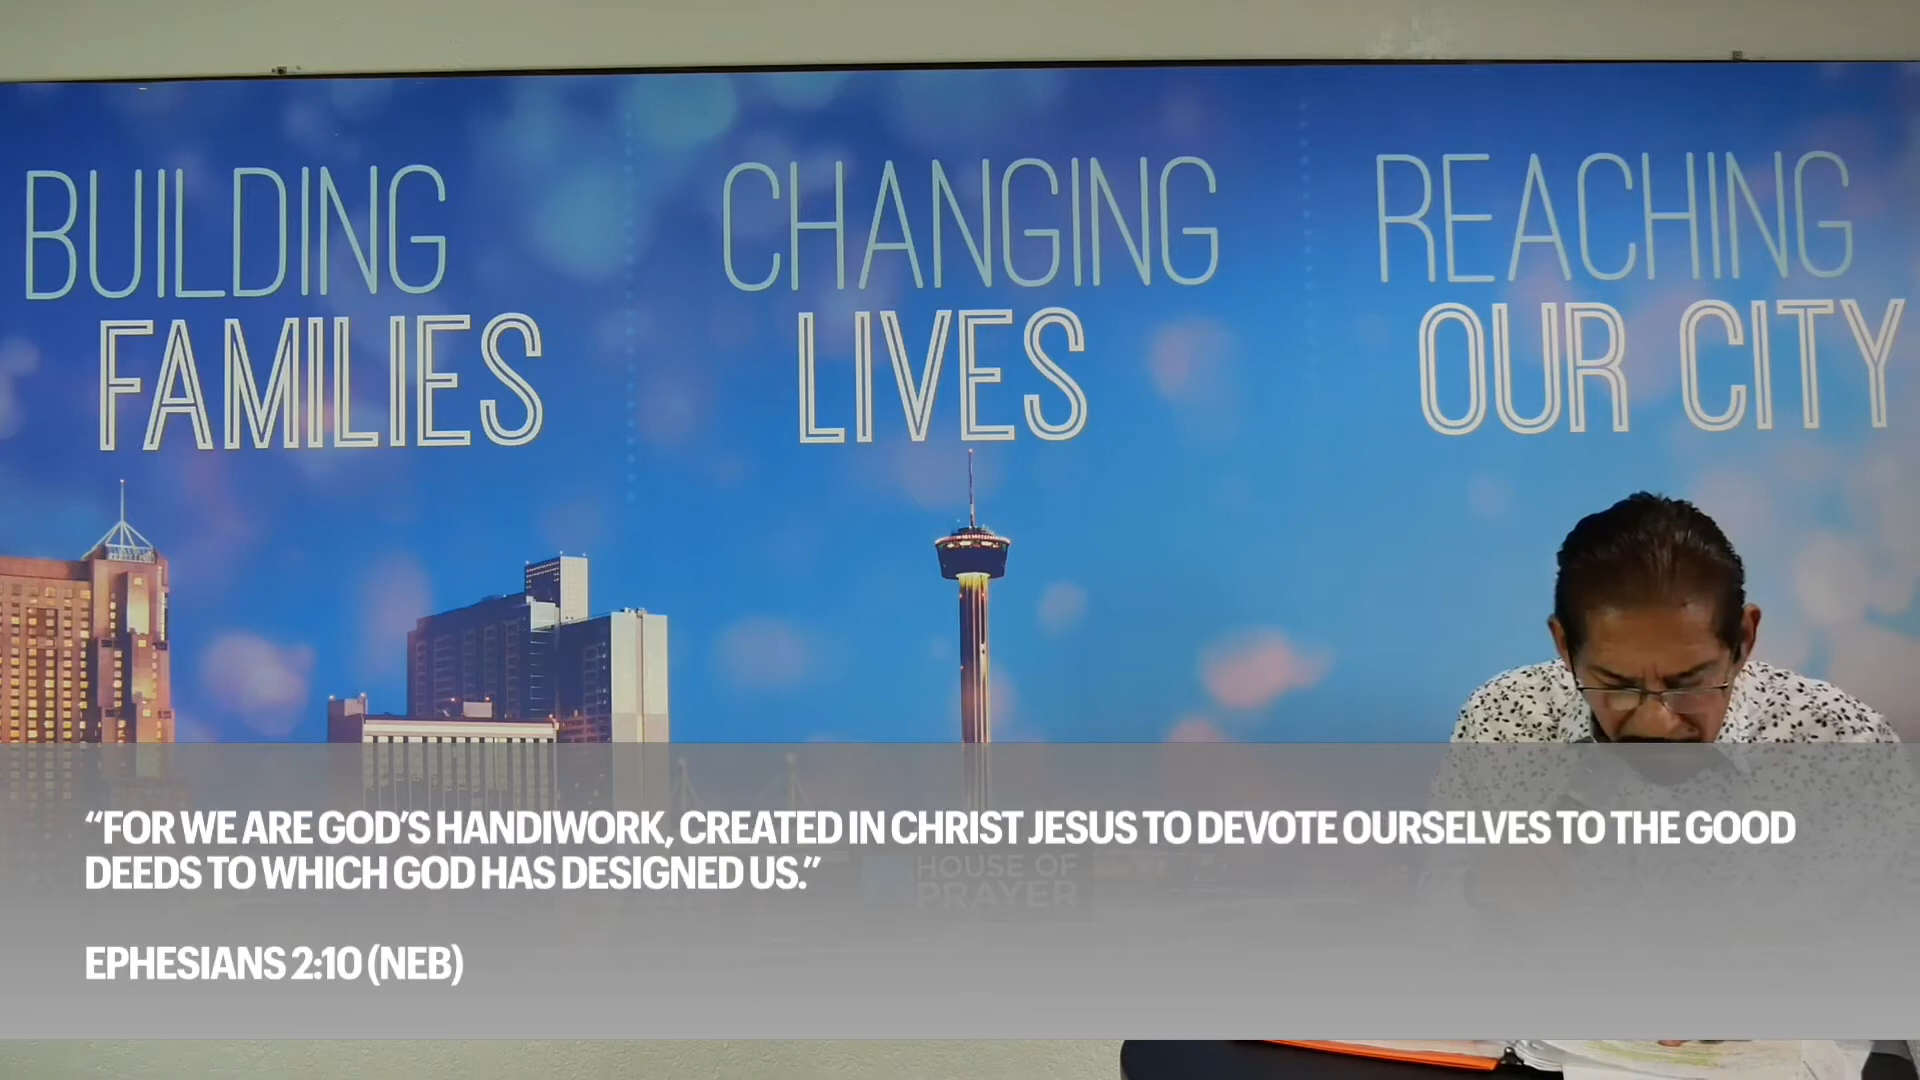 BUILDING
FAMILIES
CHANGING
LIVES
REACHING
OUR CITY
“FOR WE ARE GOD’S HANDIWORK, CREATED IN CHRIST JESUS TO DEVOTE OURSELVES TO THE GOOD
DEEDS TO WHICH GOD HAS DESIGNED US.”
HOUSE OF
PRAYER
EPHESIANS 2:10 (NEB)